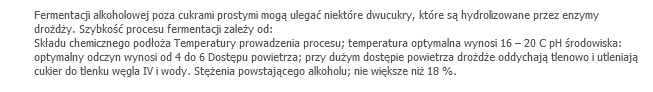 Fermentacji alkoholowej poza cukrami prostymi mogą ulegać niektóre dwucukry, które są hydrolizowane przez enzymy
drożdży. Szybkość procesu fermentacji zależy od:
Składu chemicznego podłoża Temperatury prowadzenia procesu; temperatura optymalna wynosi 16 – 20 C pH środowiska:
optymalny odczyn wynosi od 4 do 6 Dostępu powietrza; przy dużym dostępie powietrza drożdże oddychają tlenowo i utleniają
cukier do tlenku węgla IV i wody. Stężenia powstającego alkoholu; nie większe niż 18 %.